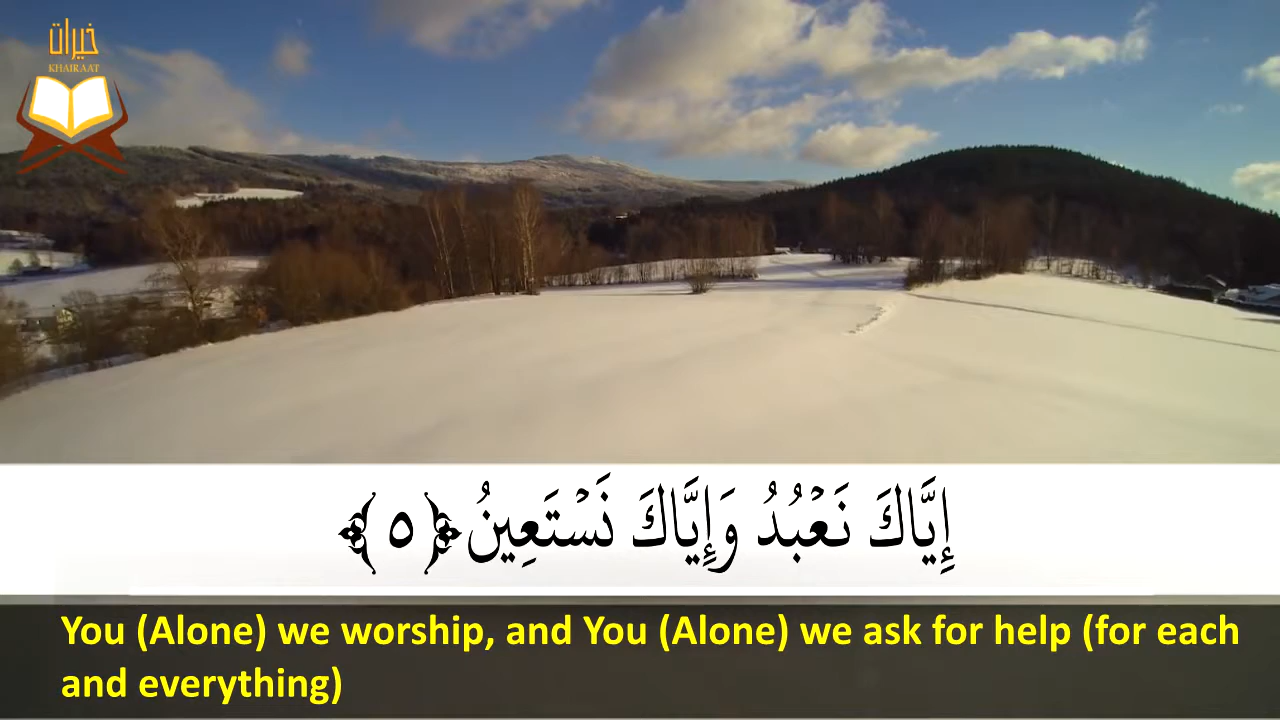 خيرات
KHAIRAAT
إِيَّاكَ نَعْبُدُ وَإِيَّاكَ نَسْتَعِينُ ﴿٥﴾
You (Alone) we worship, and You (Alone) we ask for help (for each
and everything)